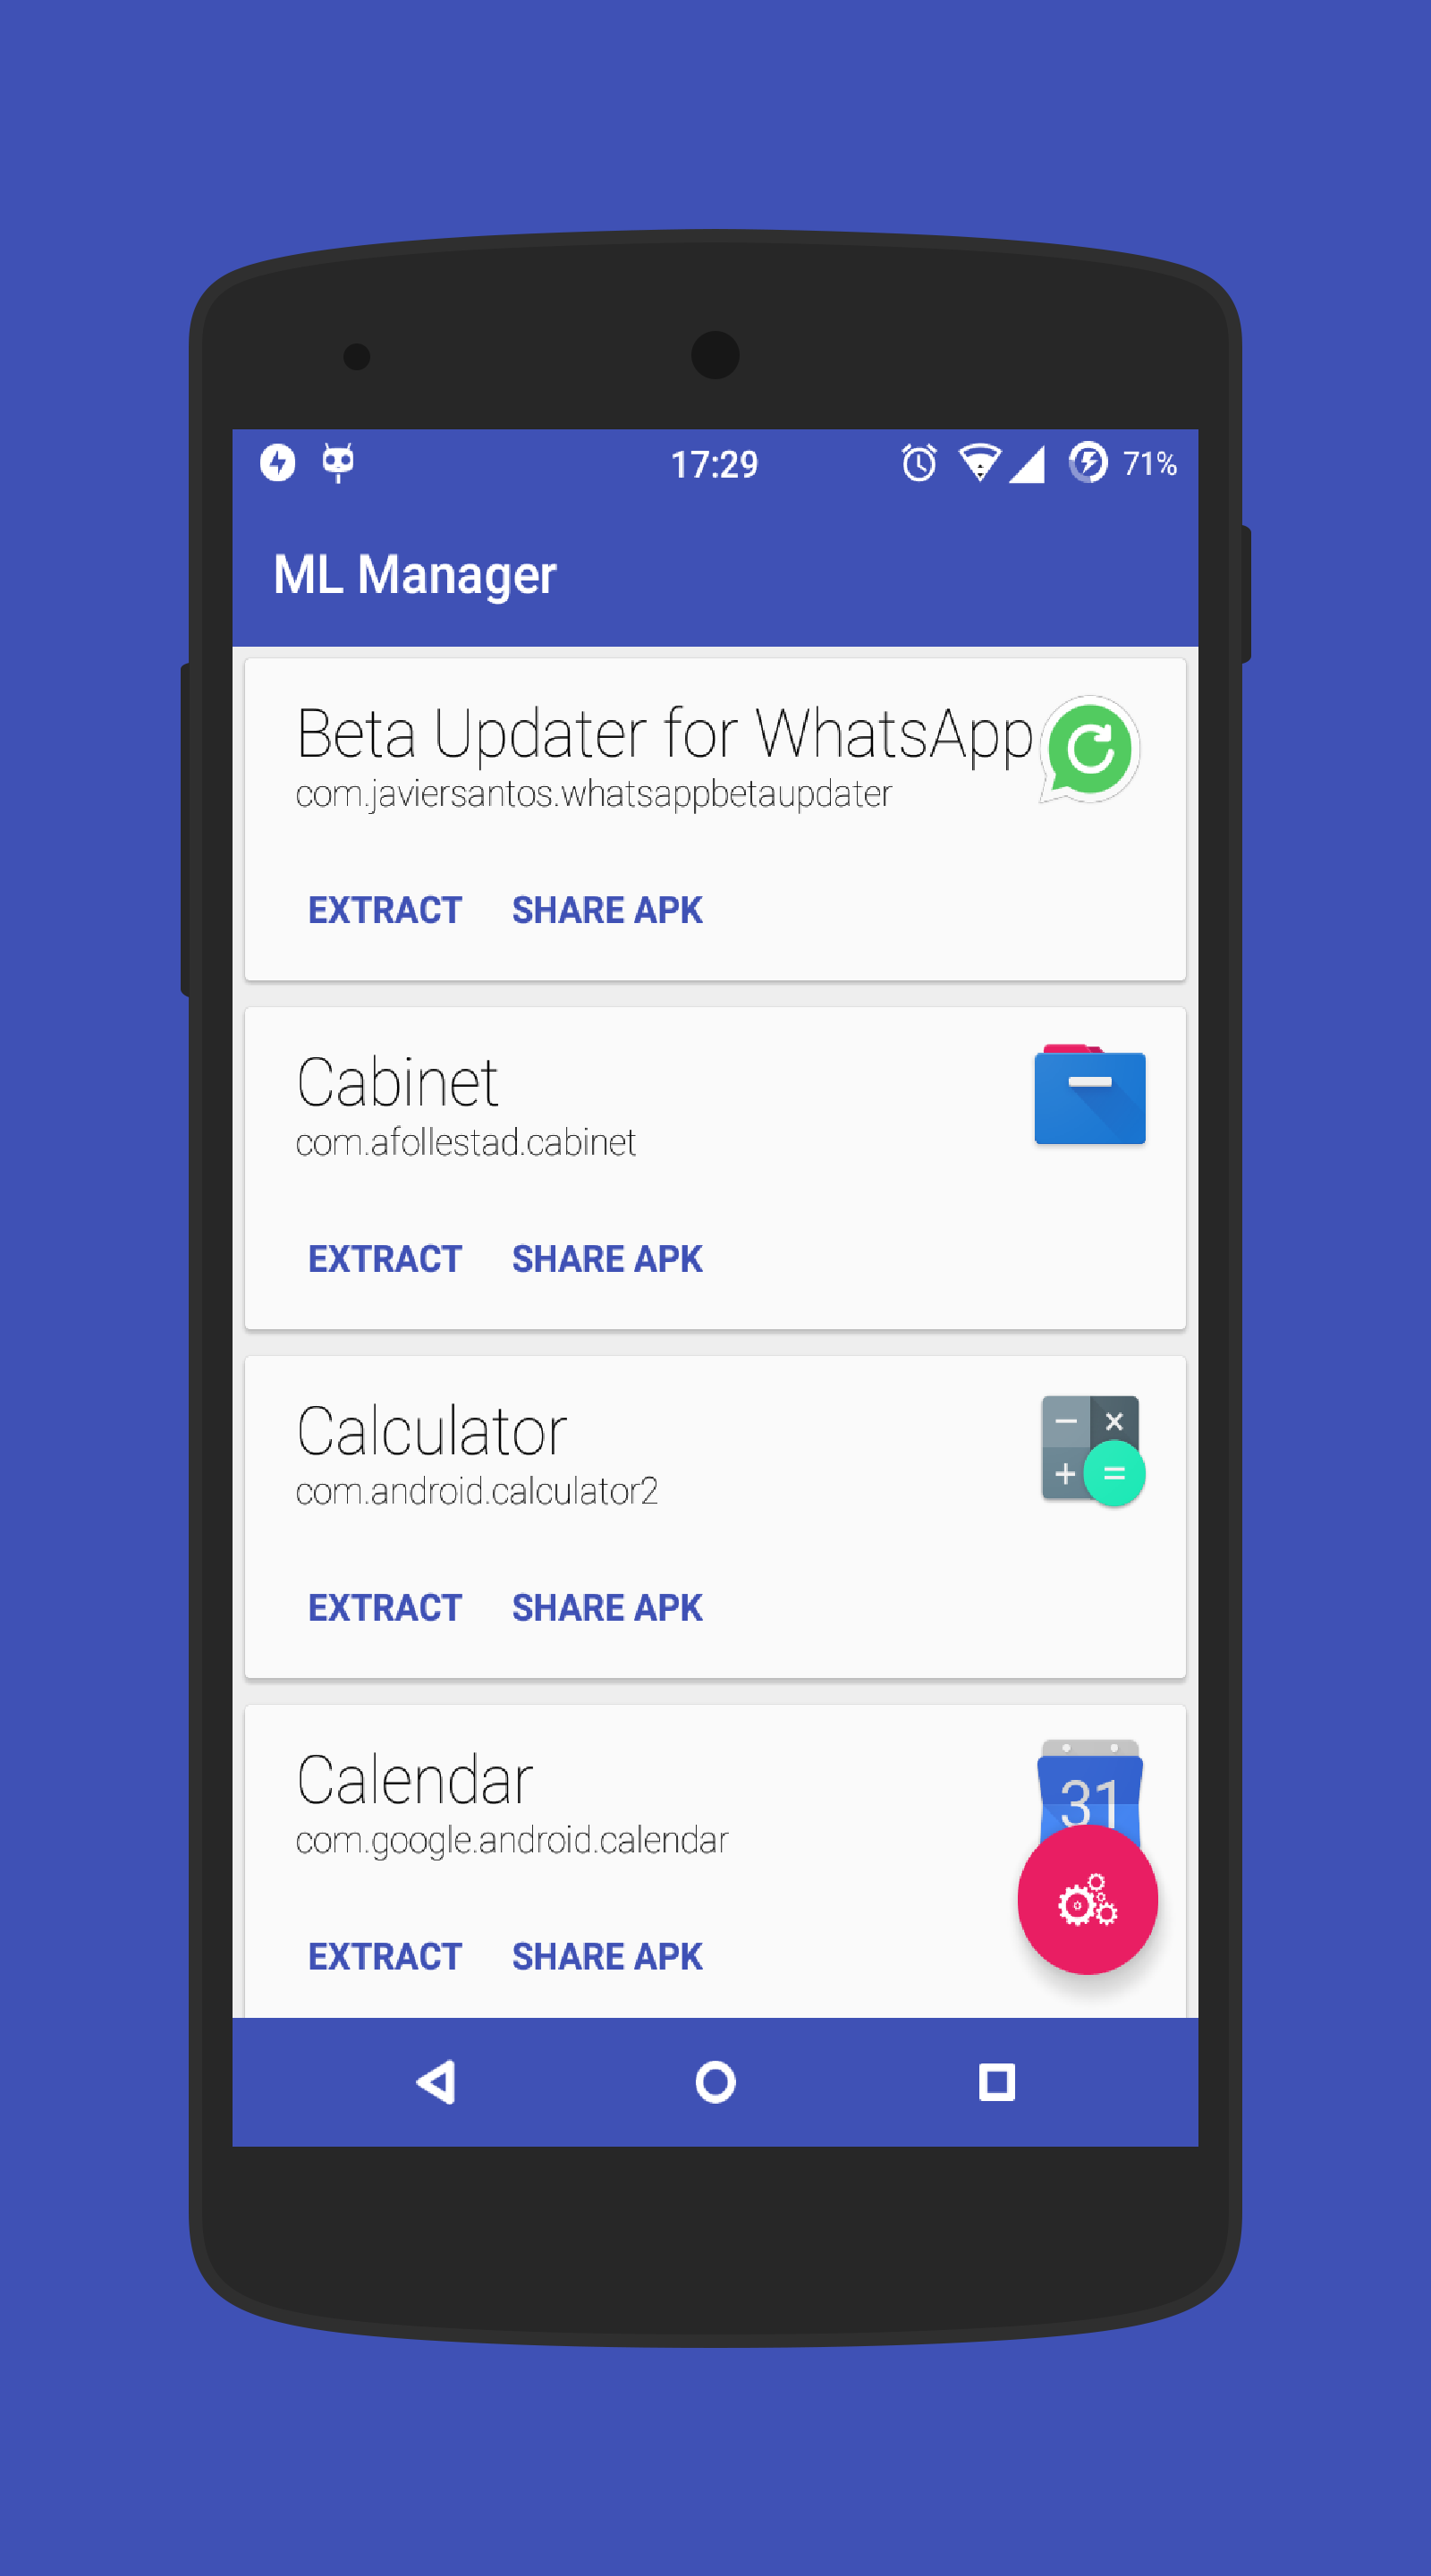 17:29
71%
ML Manager
Beta Updater for WhatsApp
com.javiersantos.whatsappbetaupdater
EXTRACT SHARE APK
Cabinet
com.afollestad.cabinet
EXTRACT SHARE APK
Calculator
com.android.calculator2
EXTRACT SHARE APK
Calendar
com.google.android.calendar
31
EXTRACT SHARE APK